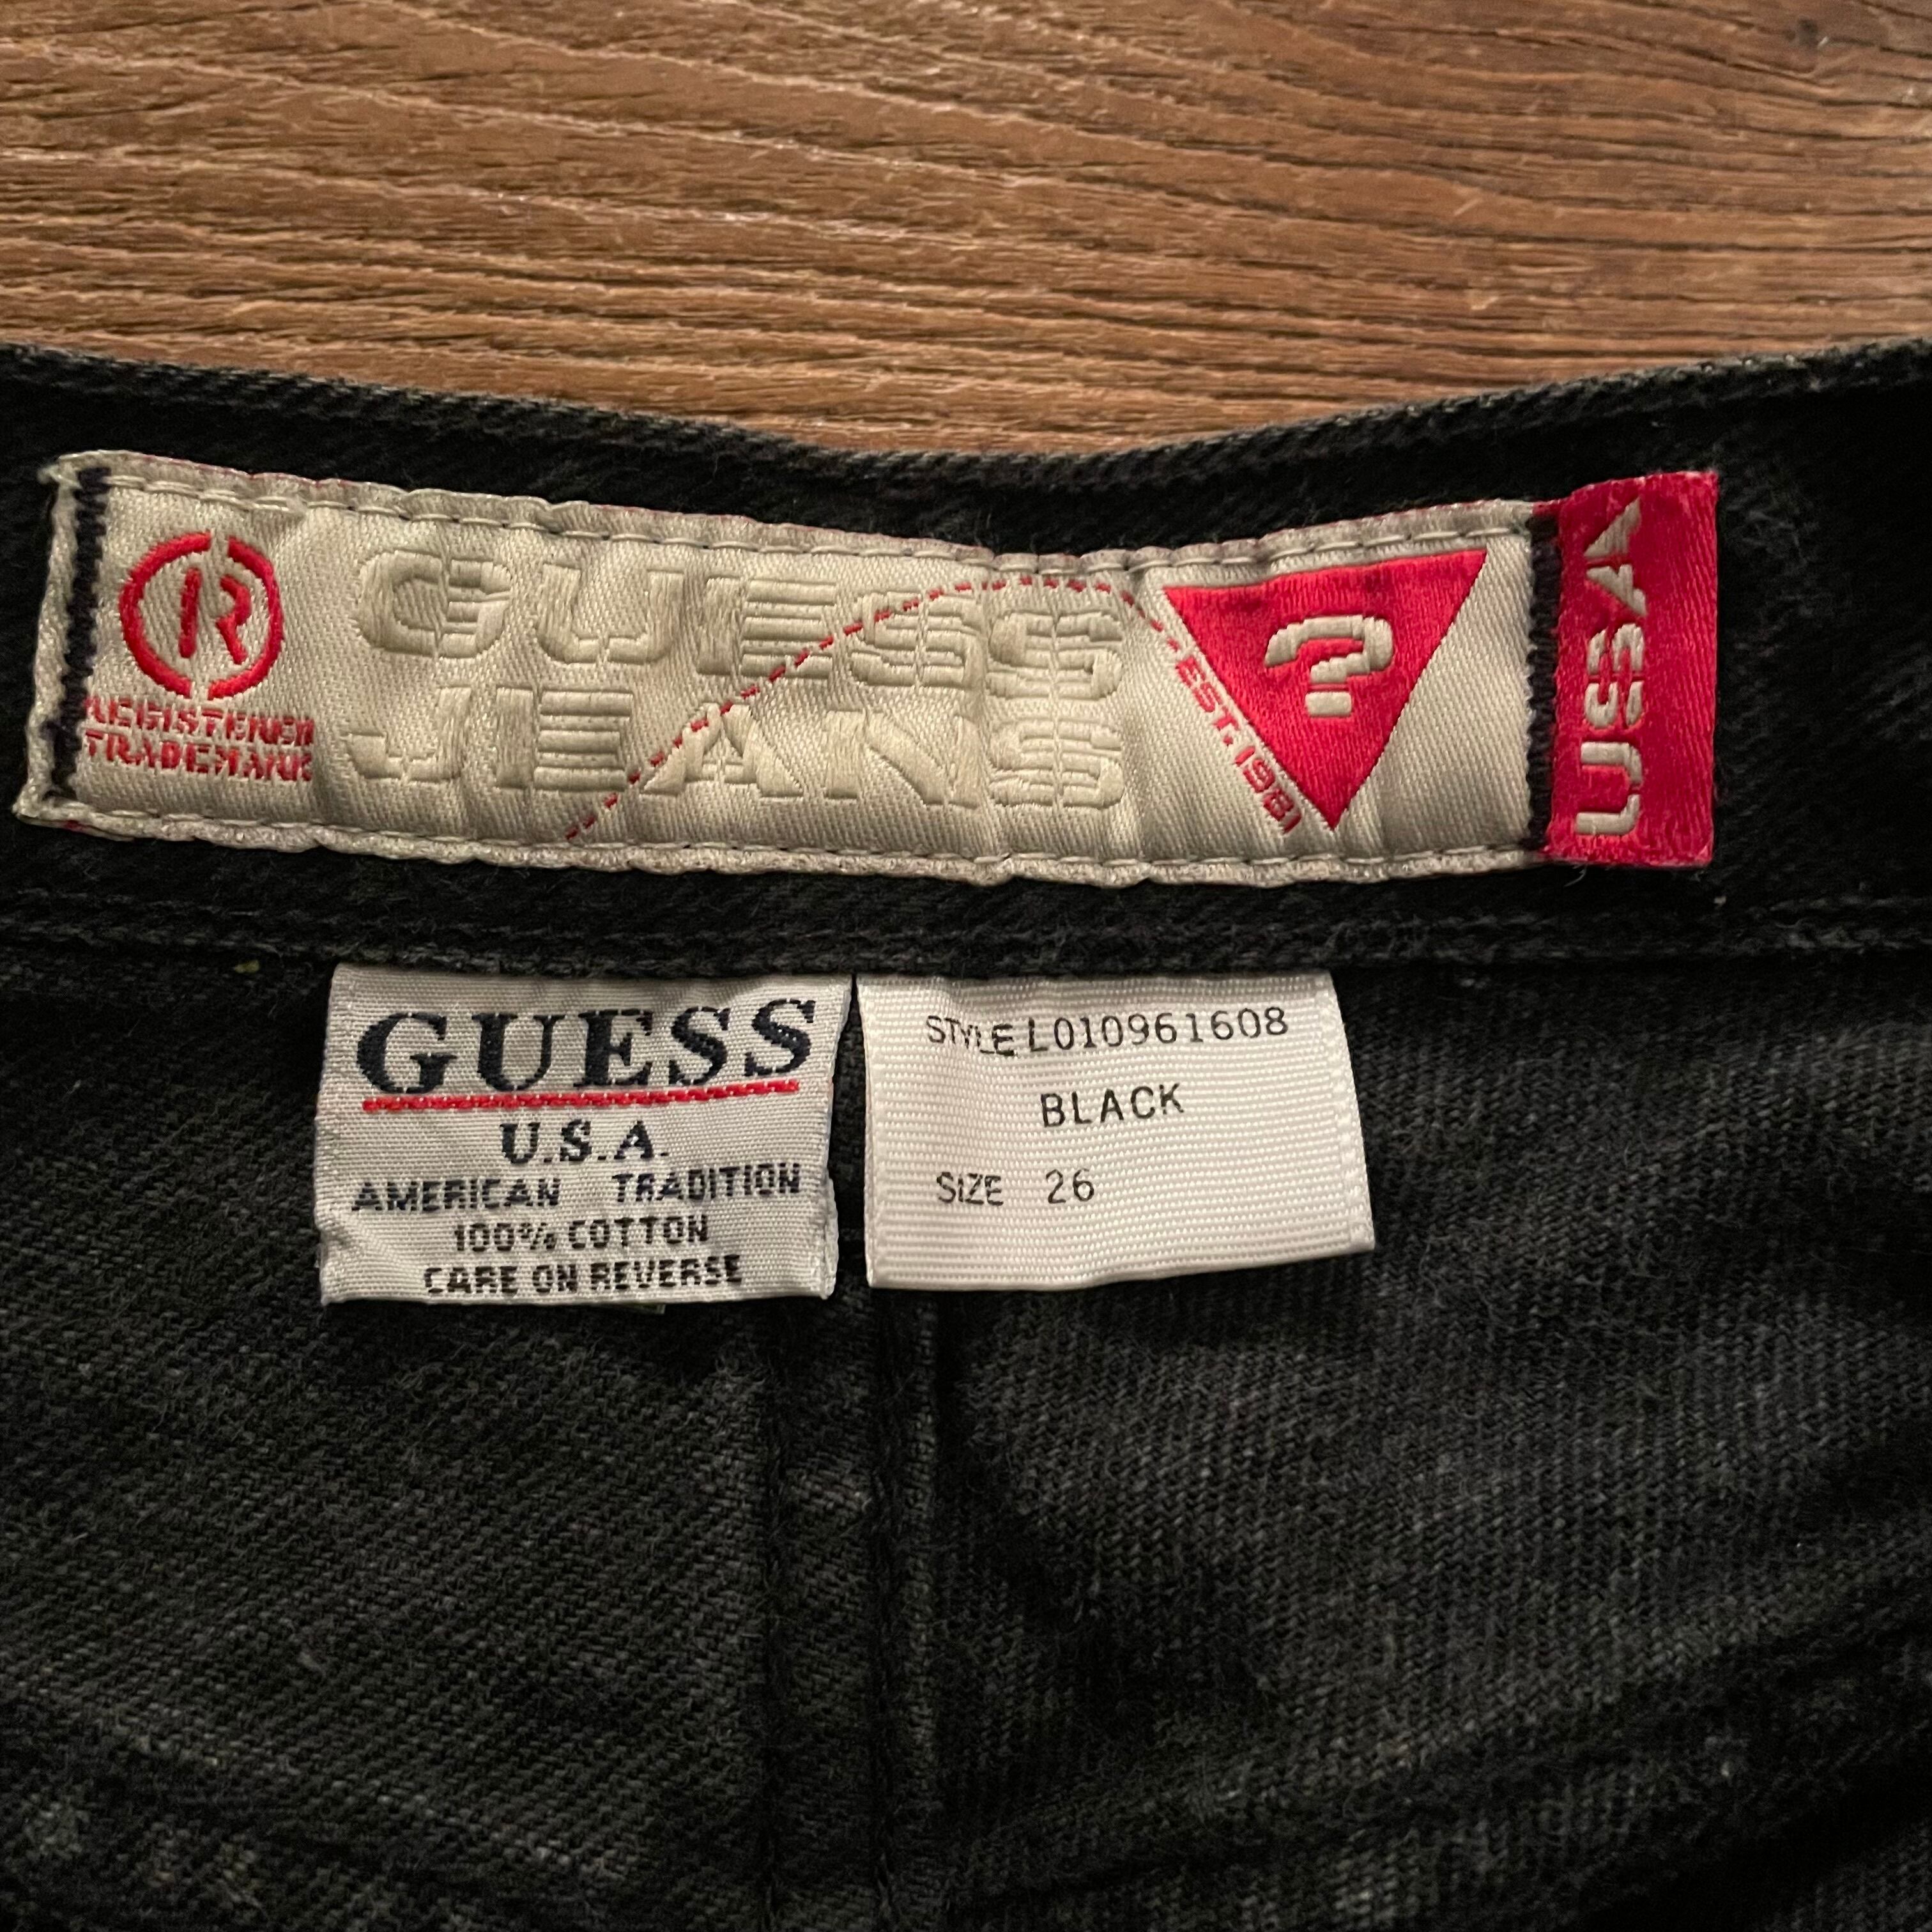 R
REGISTERED
TRADEMARK
GUESS
JEANS
EST. 1981
?
USA
GUESS
U.S.A.
AMERICAN TRADITION
100% COTTON
CARE ON REVERSE
STYLE L010961608
BLACK
SIZE 26